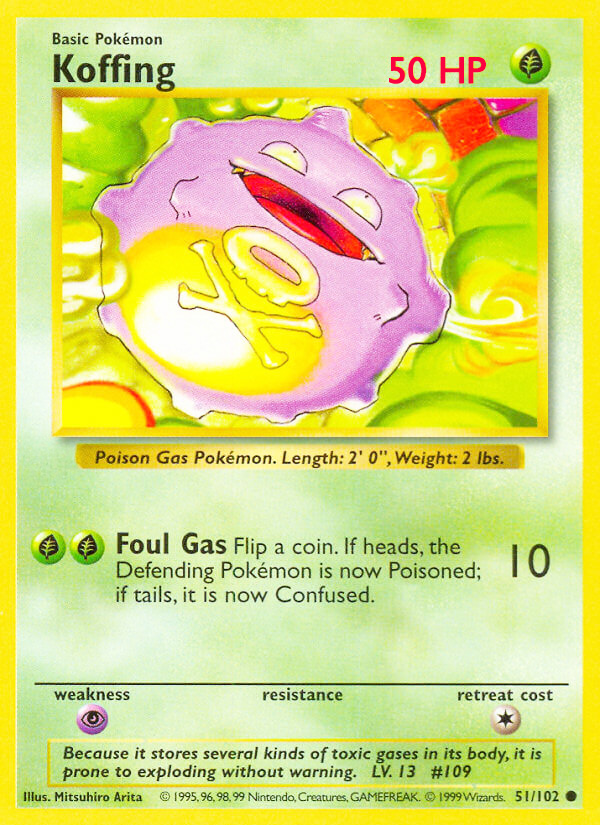 Basic Pokémon
Koffing 50 HP
Poison Gas Pokémon. Length: 2' 0", Weight: 2 lbs.
Foul Gas Flip a coin. If heads, the
Defending Pokémon is now Poisoned;
if tails, it is now Confused.
10
weakness resistance retreat cost
Because it stores several kinds of toxic gases in its body, it is
prone to exploding without warning. LV. 13 #109
Illus. Mitsuhiro Arita © 1995, 96, 98, 99 Nintendo, Creatures, GAMEFREAK. © 1999 Wizards. 51/102 ●